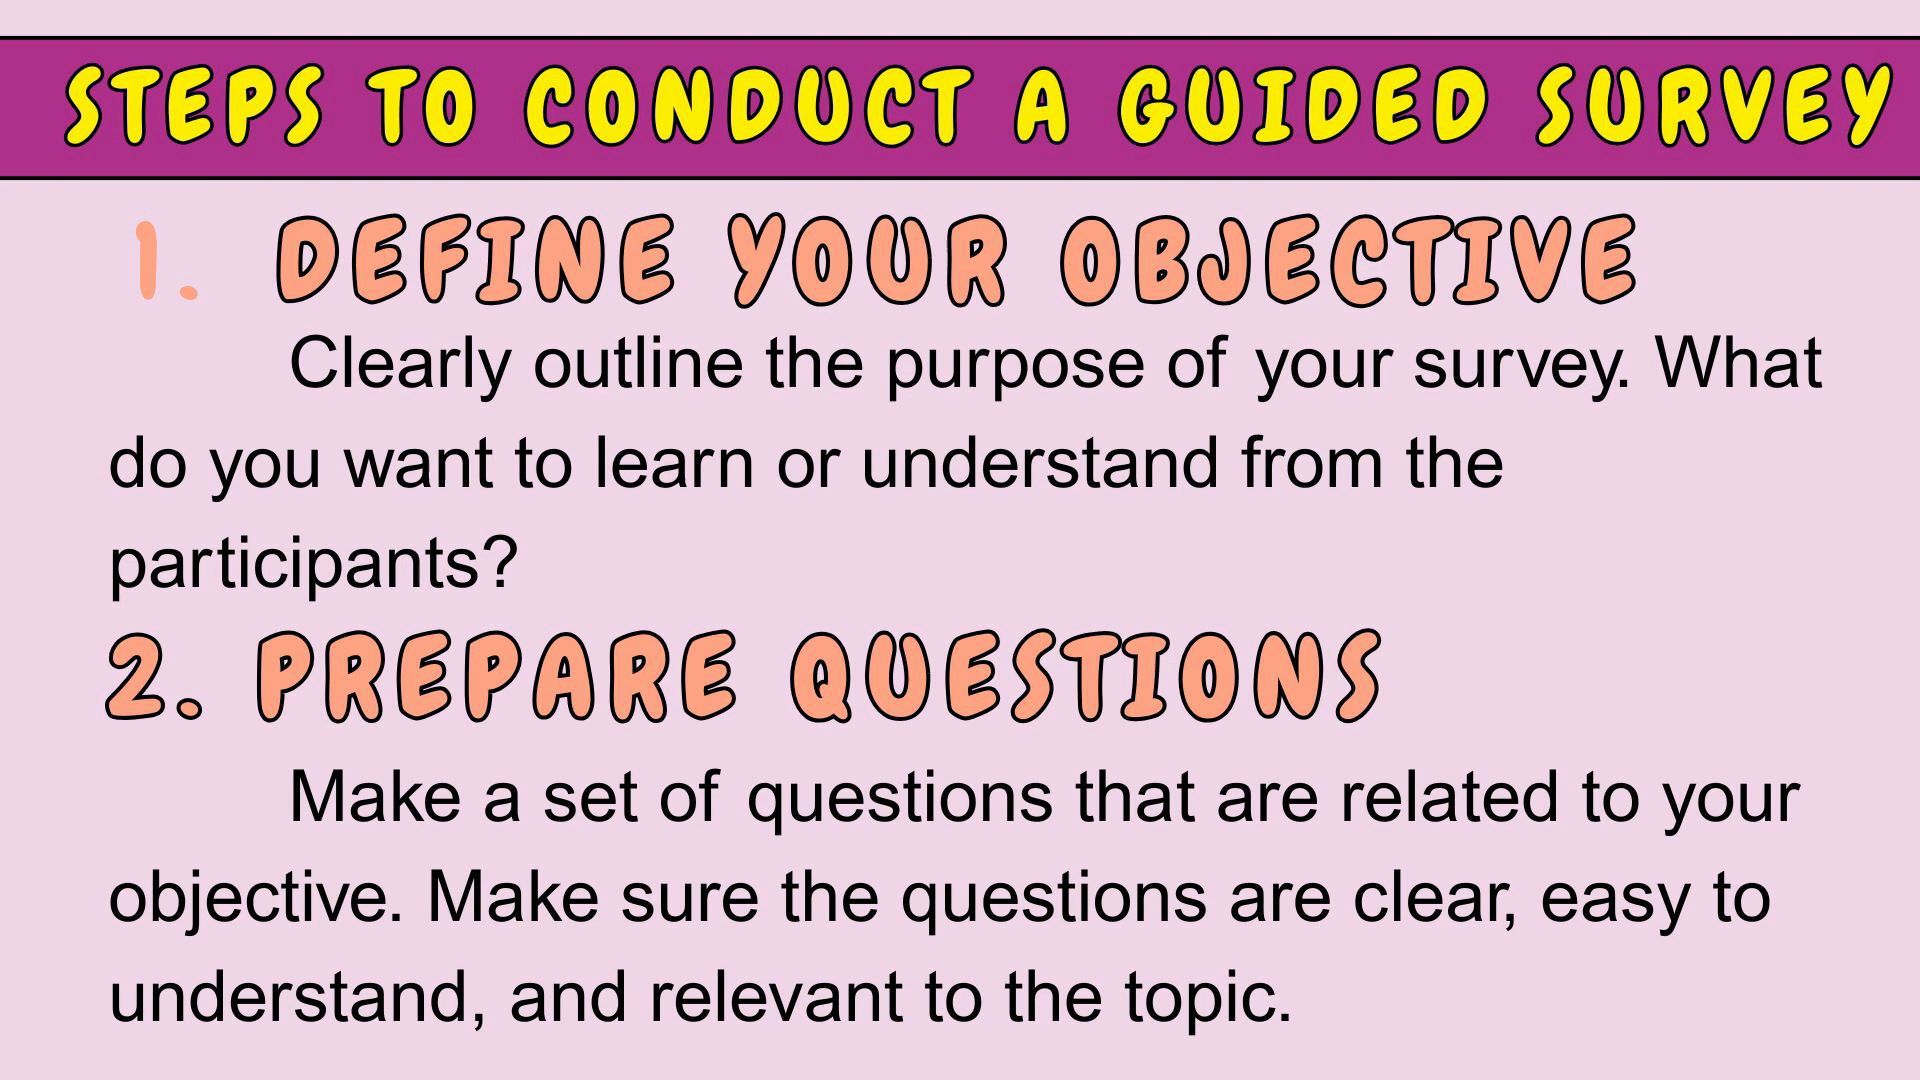 STEPS TO CONDUCT A GUIDED SURVEY
1. DEFINE YOUR OBJECTIVE
Clearly outline the purpose of your survey. What
do you want to learn or understand from the
participants?
2. PREPARE QUESTIONS
Make a set of questions that are related to your
objective. Make sure the questions are clear, easy to
understand, and relevant to the topic.